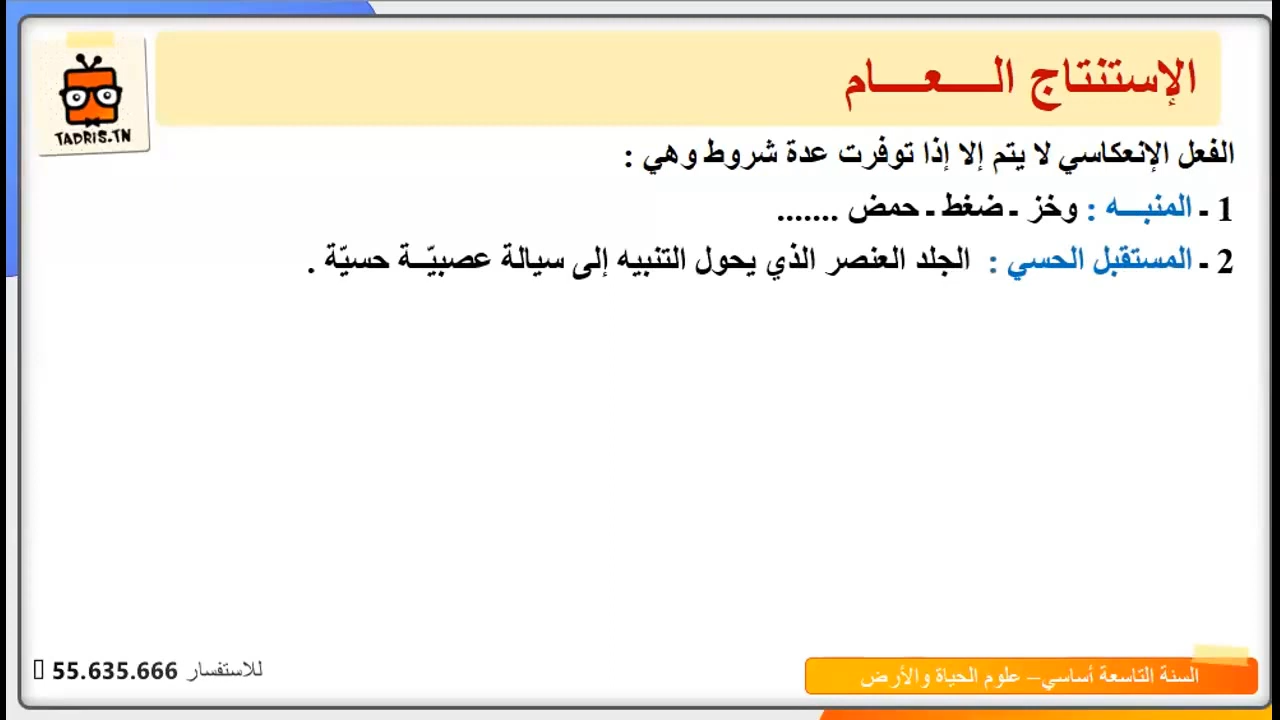 الإستنتاج الـــــعـــــام
TADRIS.TN
الفعل الإنعكاسي لا يتم إلا إذا توفرت عدة شروط وهي :
1 ـ المنبـــه : وخز ـ ضغط ـ حمض .......
2 ـ المستقبل الحسي : الجلد العنصر الذي يحول التنبيه إلى سيالة عصبيّـــة حسيّة .
للاستفسار 55.635.666
السنة التاسعة أساسي– علوم الحياة والأرض